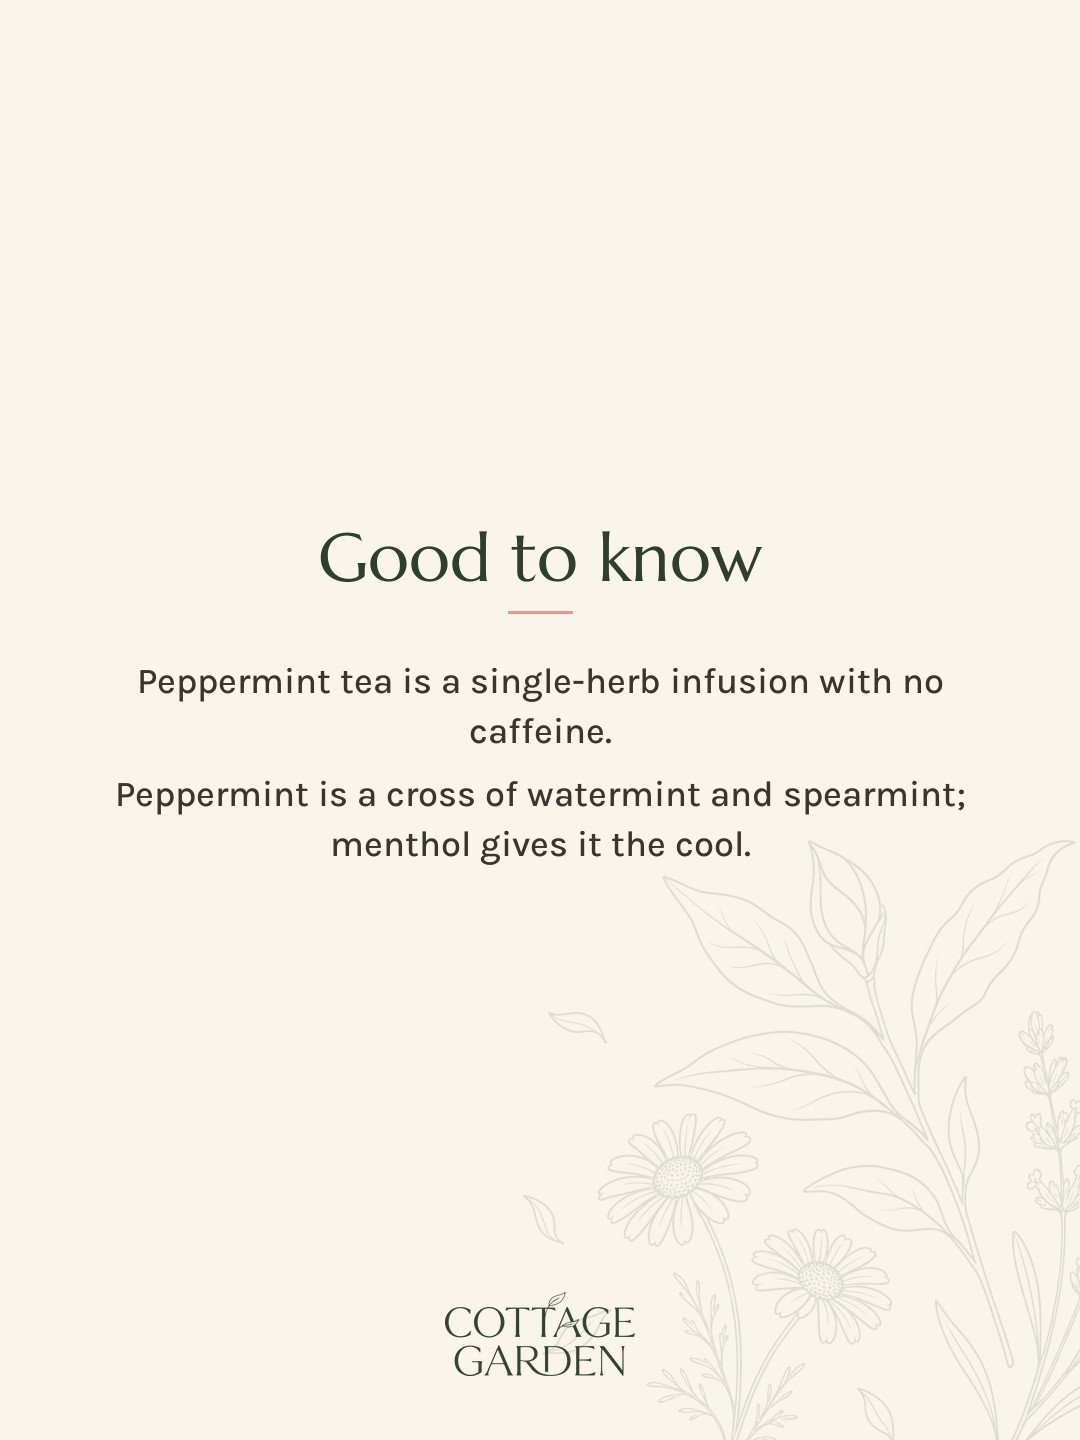 Good to know
Peppermint tea is a single-herb infusion with no
caffeine.
Peppermint is a cross of watermint and spearmint;
menthol gives it the cool.
COTTAGE
GARDEN